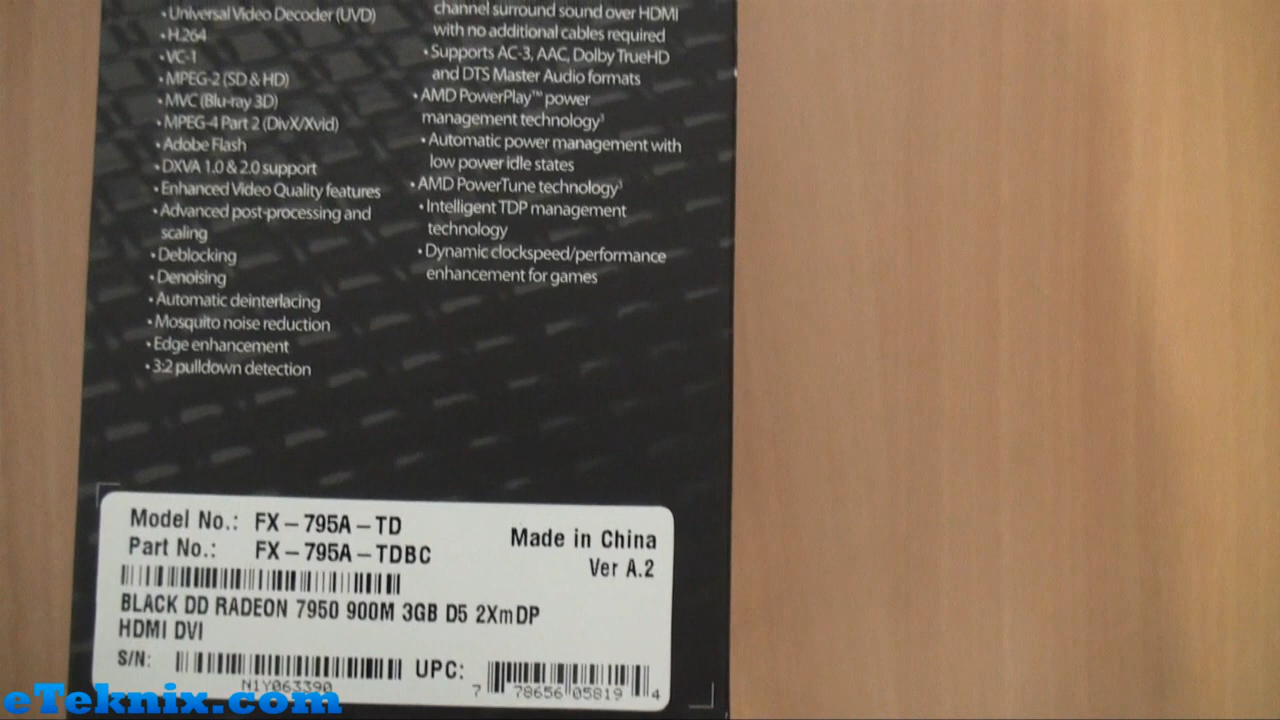 • Universal Video Decoder (UVD)
• H.264
• VC-1
• MPEG-2 (SD & HD)
• MVC (Blu-ray 3D)
• MPEG-4 Part 2 (DivX/Xvid)
• Adobe Flash
• DXVA 1.0 & 2.0 support
• Enhanced Video Quality features
• Advanced post-processing and
scaling
• Deblocking
• Denoising
• Automatic deinterlacing
• Mosquito noise reduction
• Edge enhancement
• 3:2 pulldown detection
channel surround sound over HDMI
with no additional cables required
• Supports AC-3, AAC, Dolby TrueHD
and DTS Master Audio formats
• AMD PowerPlay™ power
management technology³
• Automatic power management with
low power idle states
• AMD PowerTune technology³
• Intelligent TDP management
technology
• Dynamic clockspeed/performance
enhancement for games
Model No.: FX-795A-TD
Part No.: FX-795A-TDBC
Made in China
Ver A.2
BLACK DD RADEON 7950 900M 3GB D5 2XmDP
HDMI DVI
S/N:
N1Y063390
UPC:
7 78656 05819 4
eTeknix.com